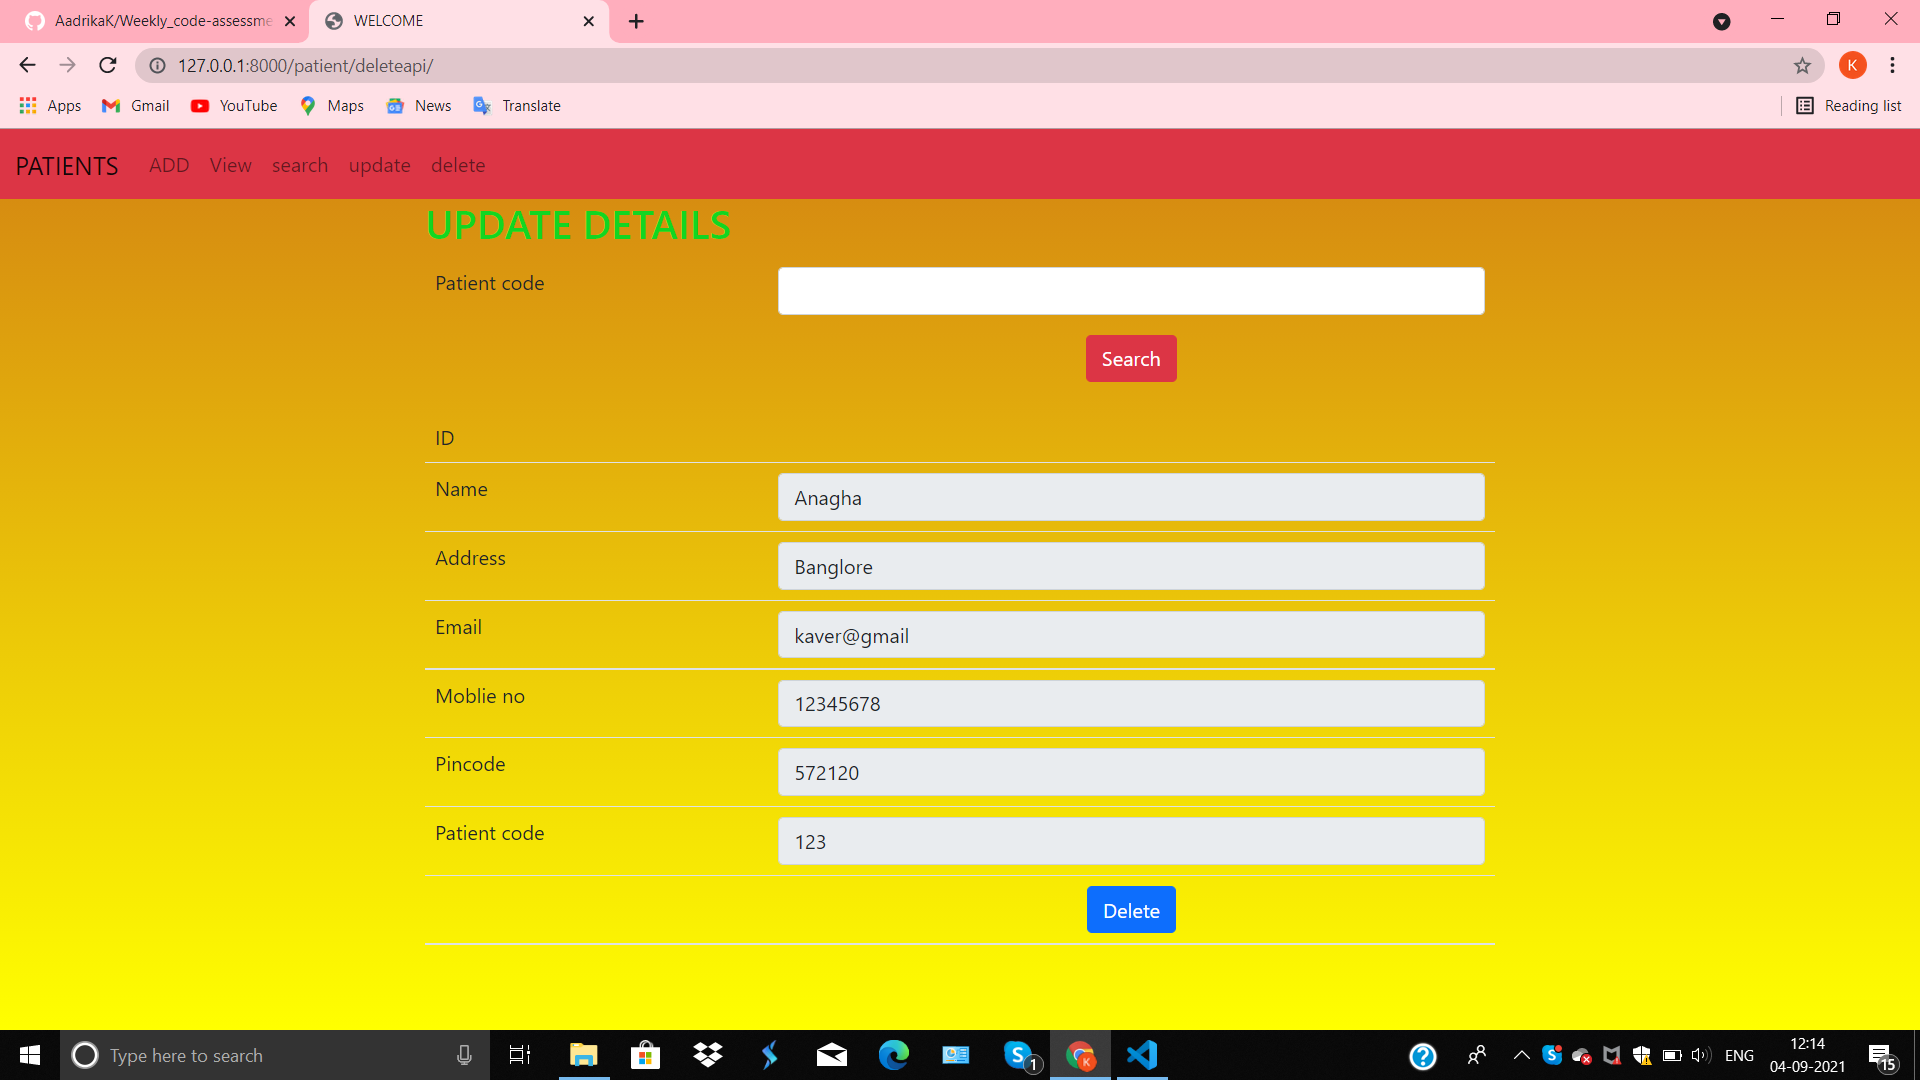 AadrikaK/Weekly_code-assessme
WELCOME
127.0.0.1:8000/patient/deleteapi/
K
Apps
Gmail
YouTube
Maps
News
Translate
Reading list
PATIENTS ADD View search update delete
UPDATE DETAILS
Patient code
Search
ID
Name Anagha
Address Banglore
Email kaver@gmail
Moblie no 12345678
Pincode 572120
Patient code 123
Delete
Type here to search
1
K
ENG
12:14
04-09-2021
15